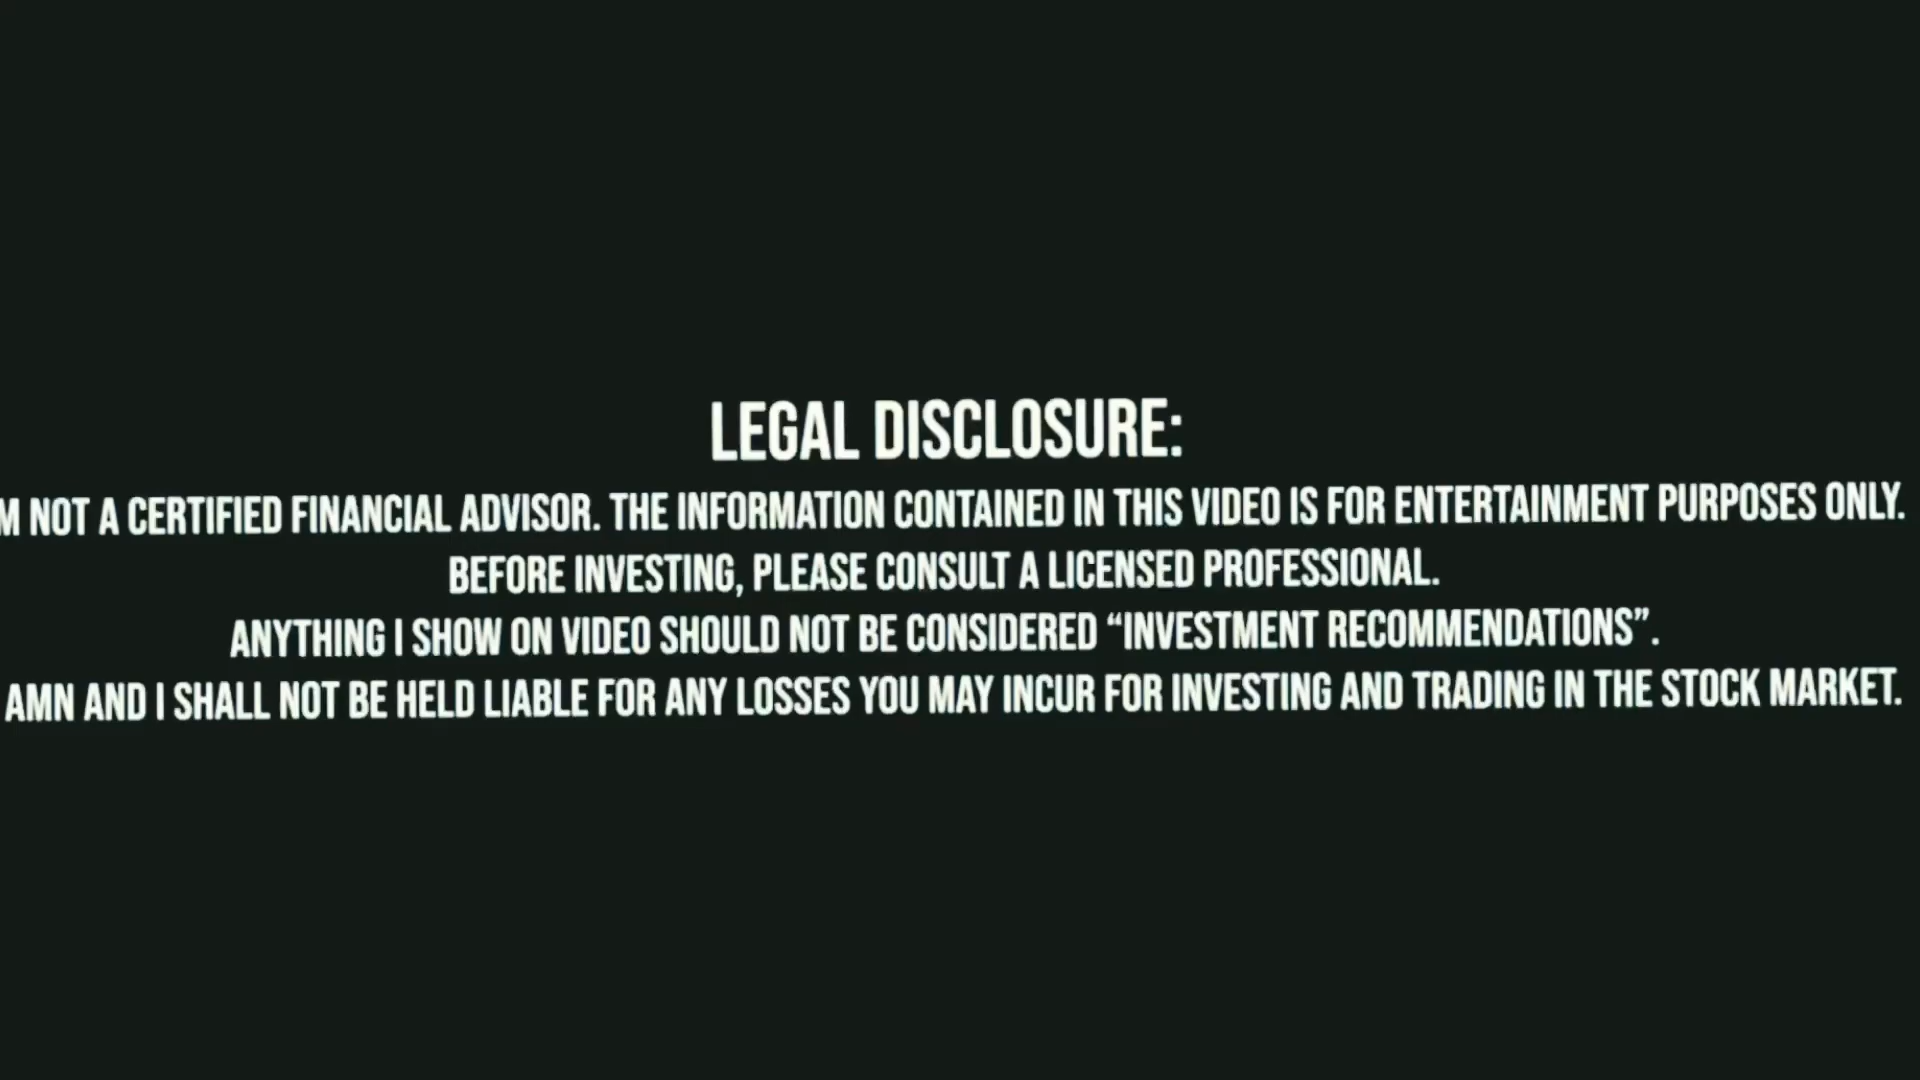 LEGAL DISCLOSURE:
M NOT A CERTIFIED FINANCIAL ADVISOR. THE INFORMATION CONTAINED IN THIS VIDEO IS FOR ENTERTAINMENT PURPOSES ONLY.
BEFORE INVESTING, PLEASE CONSULT A LICENSED PROFESSIONAL.
ANYTHING I SHOW ON VIDEO SHOULD NOT BE CONSIDERED “INVESTMENT RECOMMENDATIONS”.
AMN AND I SHALL NOT BE HELD LIABLE FOR ANY LOSSES YOU MAY INCUR FOR INVESTING AND TRADING IN THE STOCK MARKET.